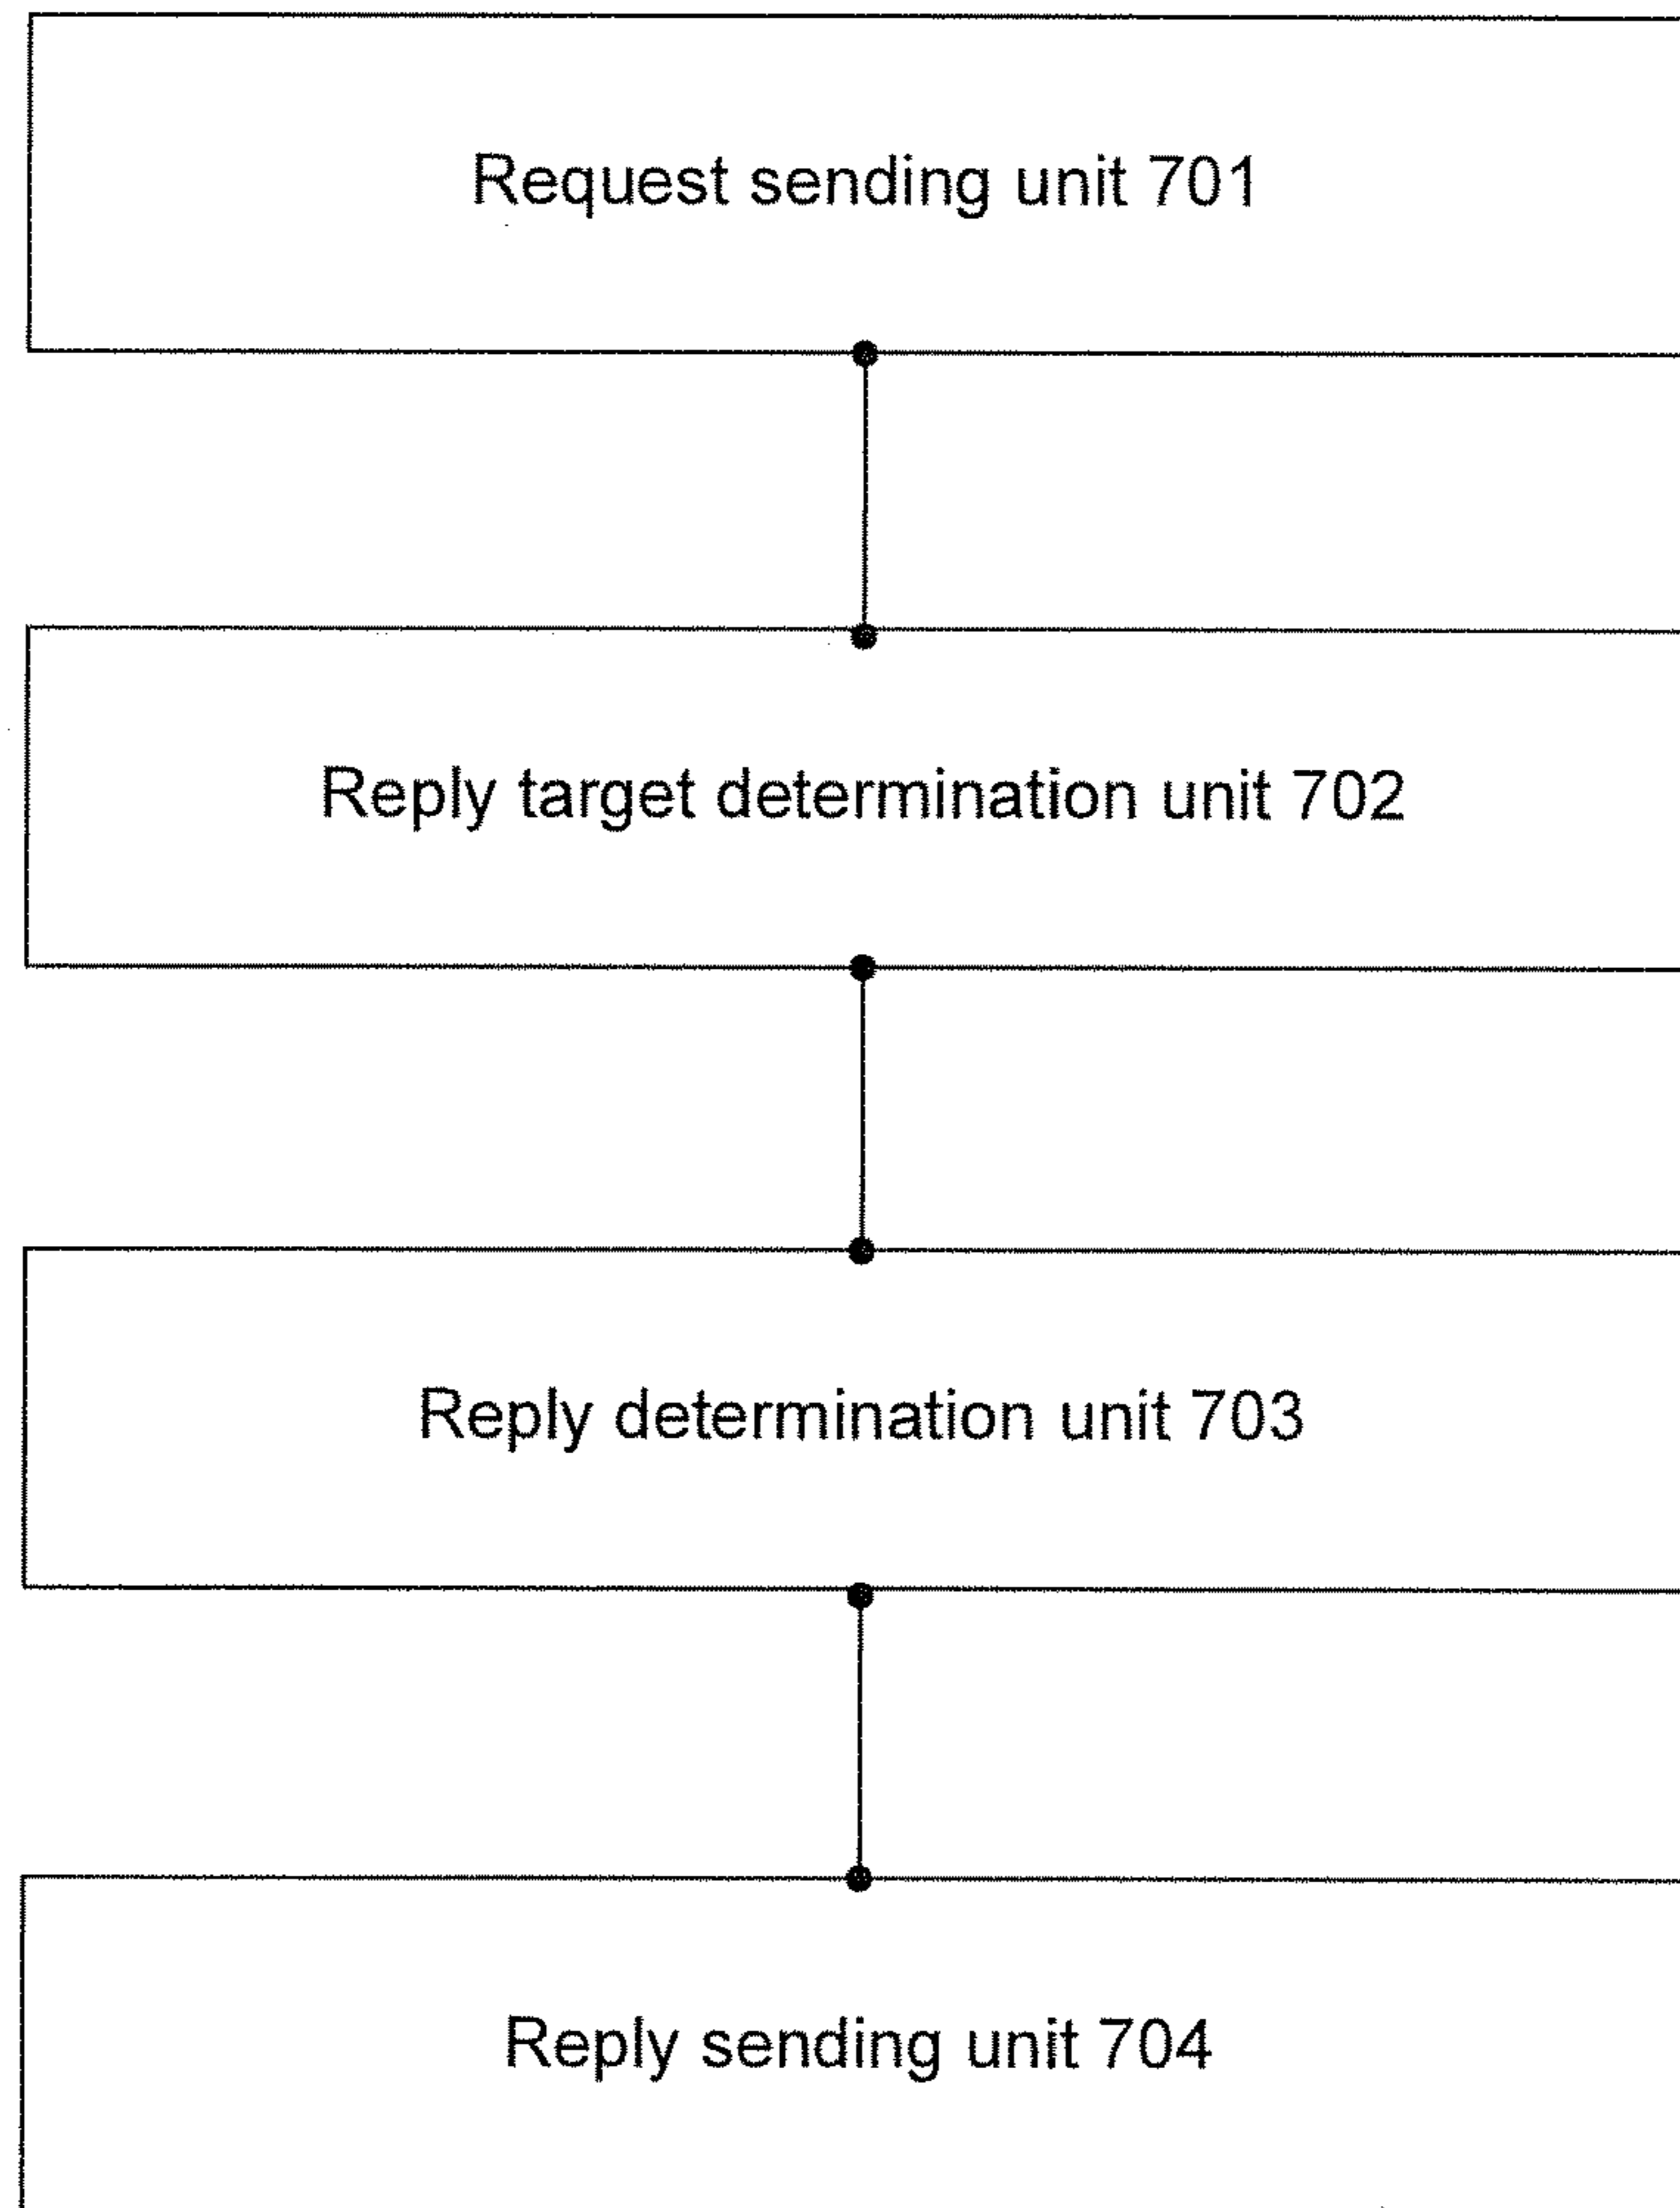 Request sending unit 701
Reply target determination unit 702
Reply determination unit 703
Reply sending unit 704